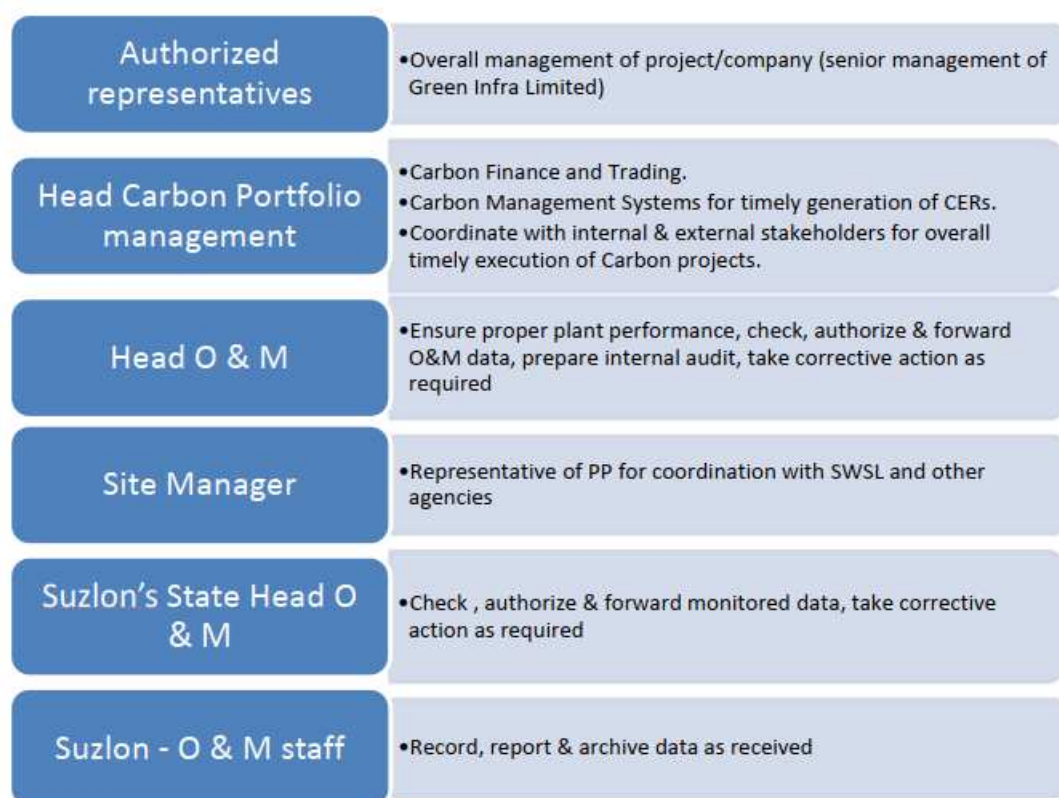 Authorized
representatives
•Overall management of project/company (senior management of
Green Infra Limited)
Head Carbon Portfolio
management
•Carbon Finance and Trading.
•Carbon Management Systems for timely generation of CERs.
•Coordinate with internal & external stakeholders for overall
timely execution of Carbon projects.
Head O & M
•Ensure proper plant performance, check, authorize & forward
O&M data, prepare internal audit, take corrective action as
required
Site Manager
•Representative of PP for coordination with SWSL and other
agencies
Suzlon’s State Head O
& M
•Check , authorize & forward monitored data, take corrective
action as required
Suzlon - O & M staff
•Record, report & archive data as received